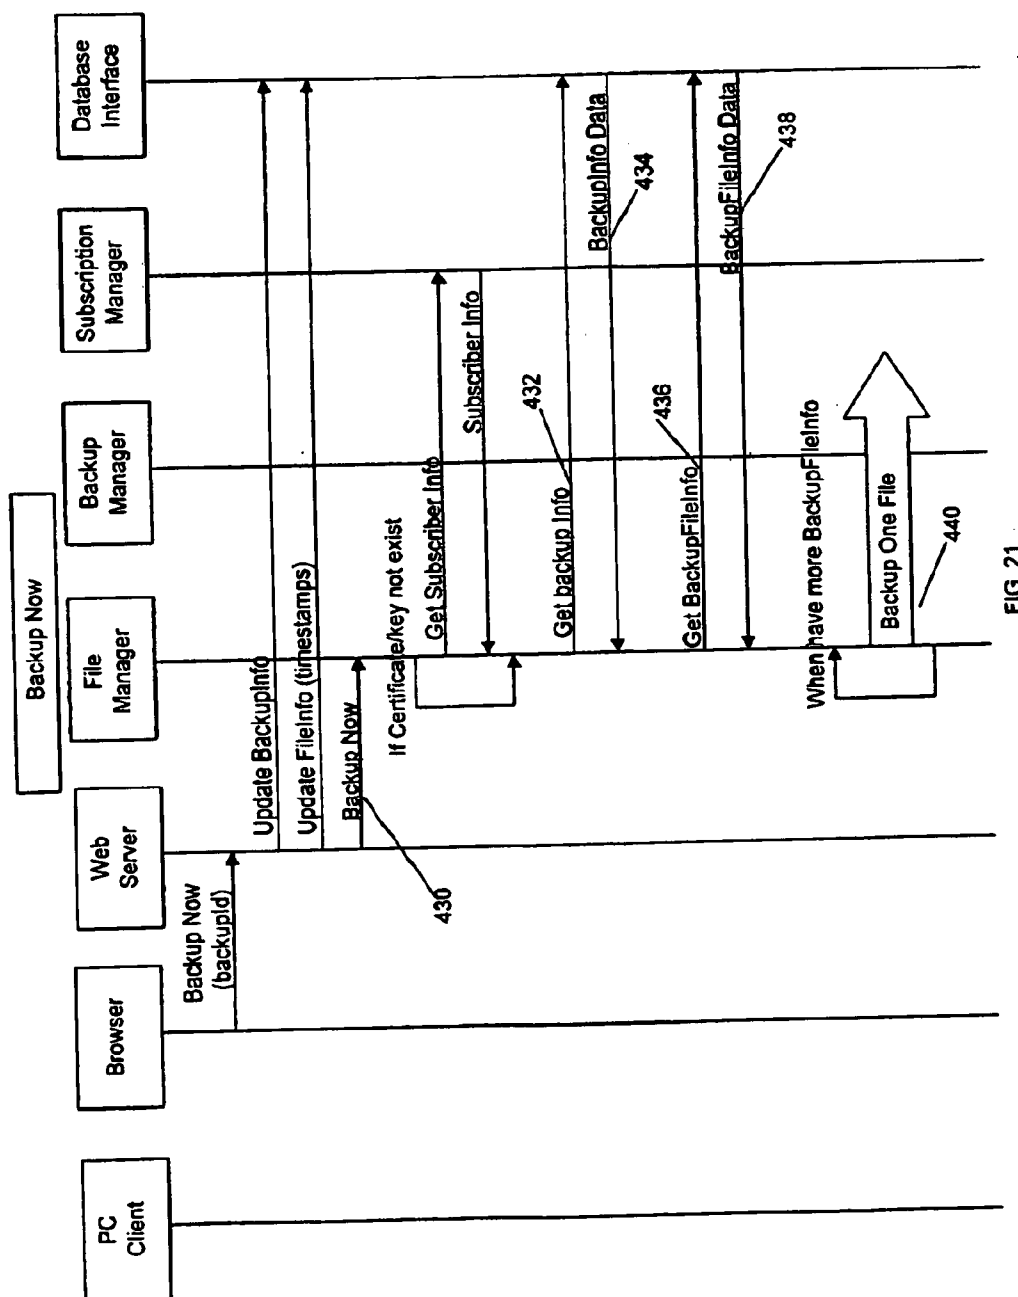 Backup Now
PC
Client
Browser
Web
Server
File
Manager
Backup
Manager
Subscription
Manager
Database
Interface
Backup Now
(backupId)
Update BackupInfo
Update FileInfo (timestamps)
Backup Now
430
If Certificate/key not exist
Get Subscriber Info
Subscriber Info
Get backup Info
432
BackupInfo Data
434
Get BackupFileInfo
436
BackupFileInfo Data
438
When have more BackupFileInfo
Backup One File
440
FIG. 21